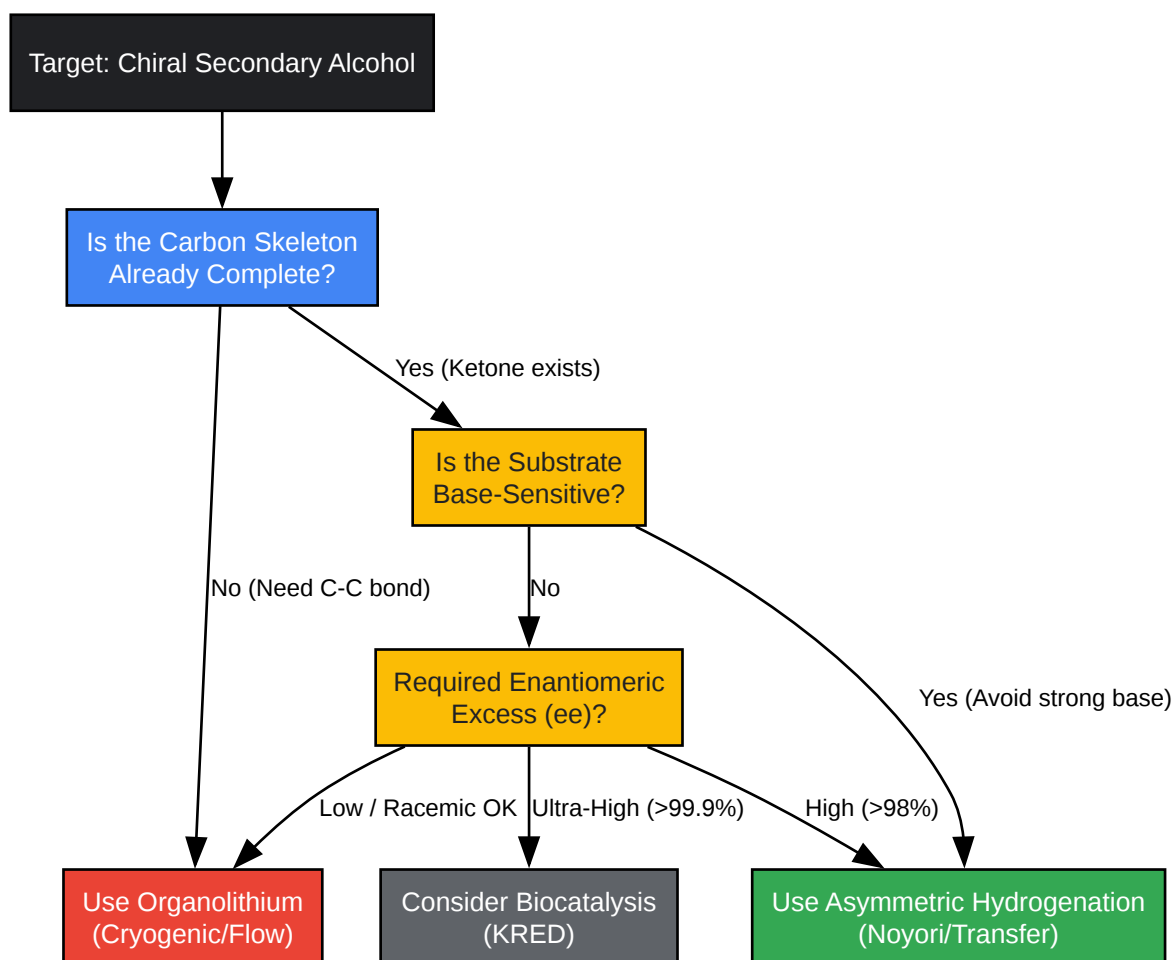 Target: Chiral Secondary Alcohol
Is the Carbon Skeleton
Already Complete?
Yes (Ketone exists)
Is the Substrate
Base-Sensitive?
No (Need C-C bond)
No
Required Enantiomeric
Excess (ee)?
Yes (Avoid strong base)
Low / Racemic OK
Ultra-High (>99.9%)
High (>98%)
Use Organolithium
(Cryogenic/Flow)
Consider Biocatalysis
(KRED)
Use Asymmetric Hydrogenation
(Noyori/Transfer)